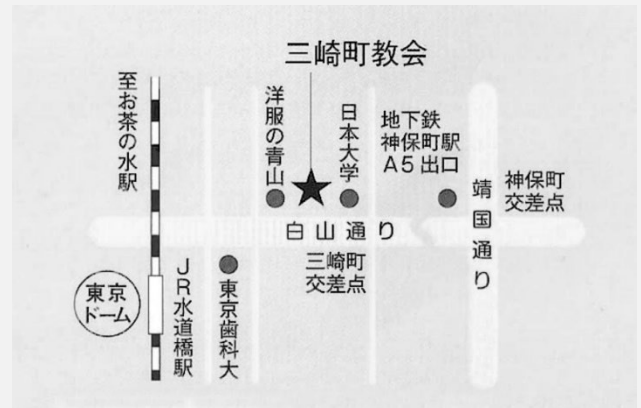 三崎町教会
至お茶の水駅
洋服の青山
日本大学
地下鉄
神保町駅
A5出口
神保町
交差点
靖国通り
白山通り
三崎町
交差点
東京
ドーム
JR水道橋駅
東京歯科大